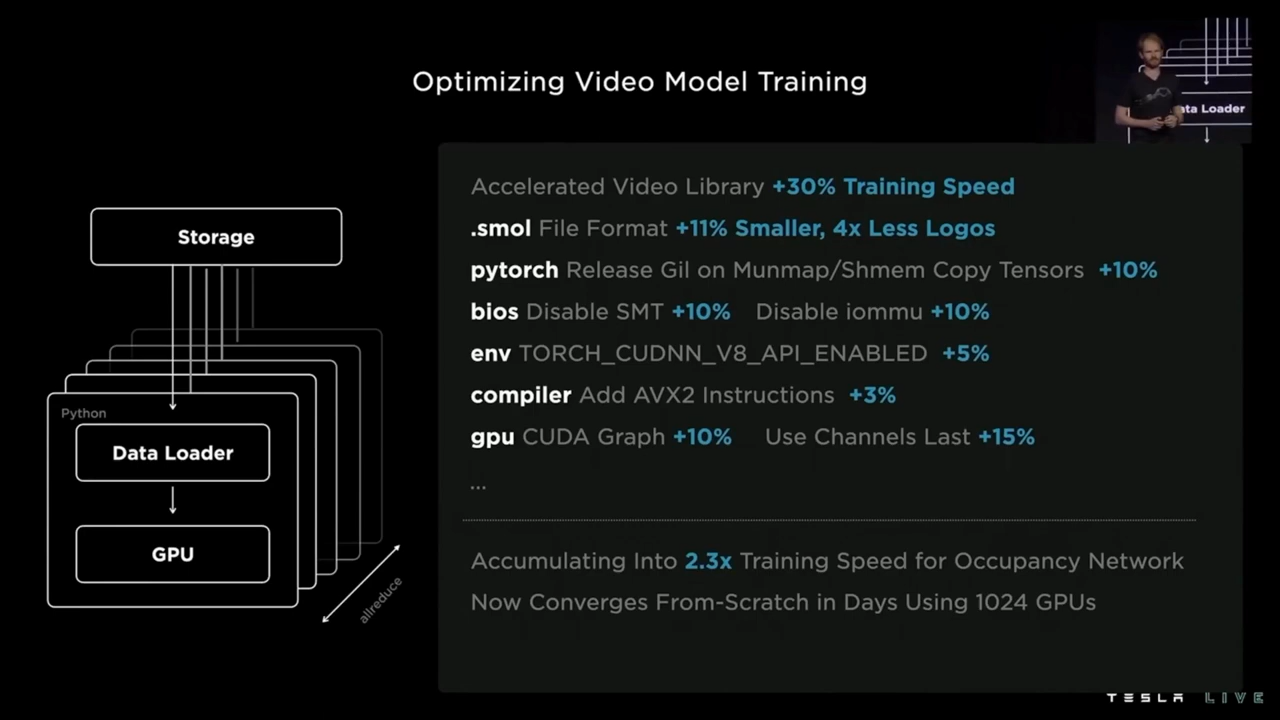 Optimizing Video Model Training
ata Loader
Accelerated Video Library +30% Training Speed
.smol File Format +11% Smaller, 4x Less Logos
pytorch Release Gil on Munmap/Shmem Copy Tensors +10%
bios Disable SMT +10% Disable iommu +10%
env TORCH_CUDNN_V8_API_ENABLED +5%
compiler Add AVX2 Instructions +3%
gpu CUDA Graph +10% Use Channels Last +15%
...
Accumulating Into 2.3x Training Speed for Occupancy Network
Now Converges From-Scratch in Days Using 1024 GPUs
Storage
Python
Data Loader
GPU
allreduce
TESLA LIVE